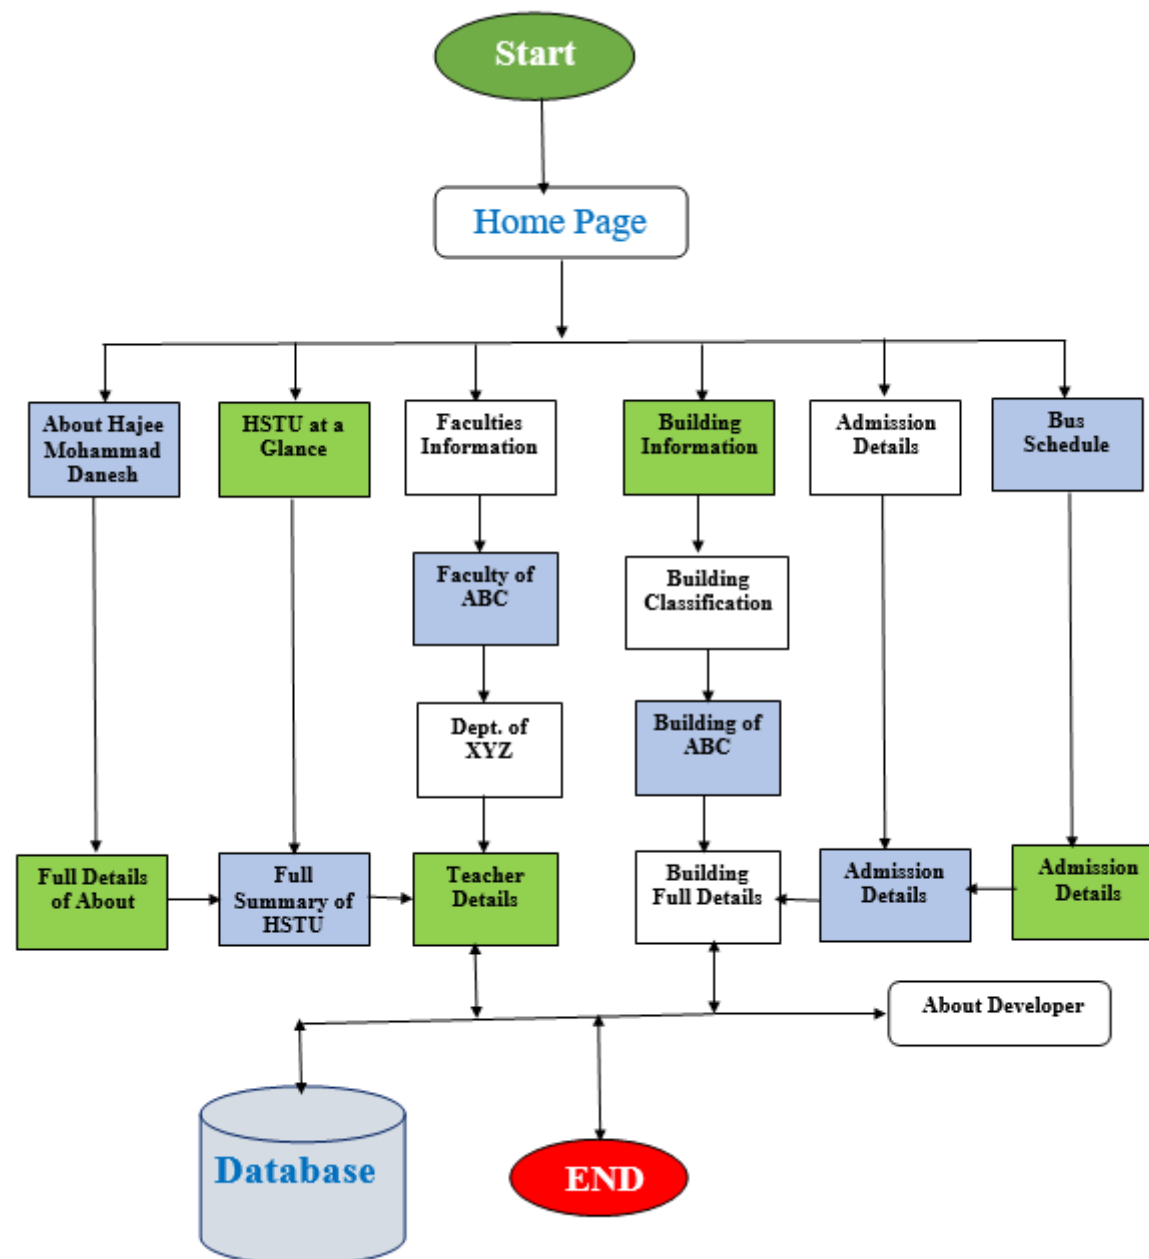 Start
Home Page
About Hajee
Mohammad
Danesh
HSTU at a
Glance
Faculties
Information
Building
Information
Admission
Details
Bus
Schedule
Faculty of
ABC
Building
Classification
Dept. of
XYZ
Building of
ABC
Full Details
of About
Full
Summary of
HSTU
Teacher
Details
Building
Full Details
Admission
Details
Admission
Details
About Developer
Database
END